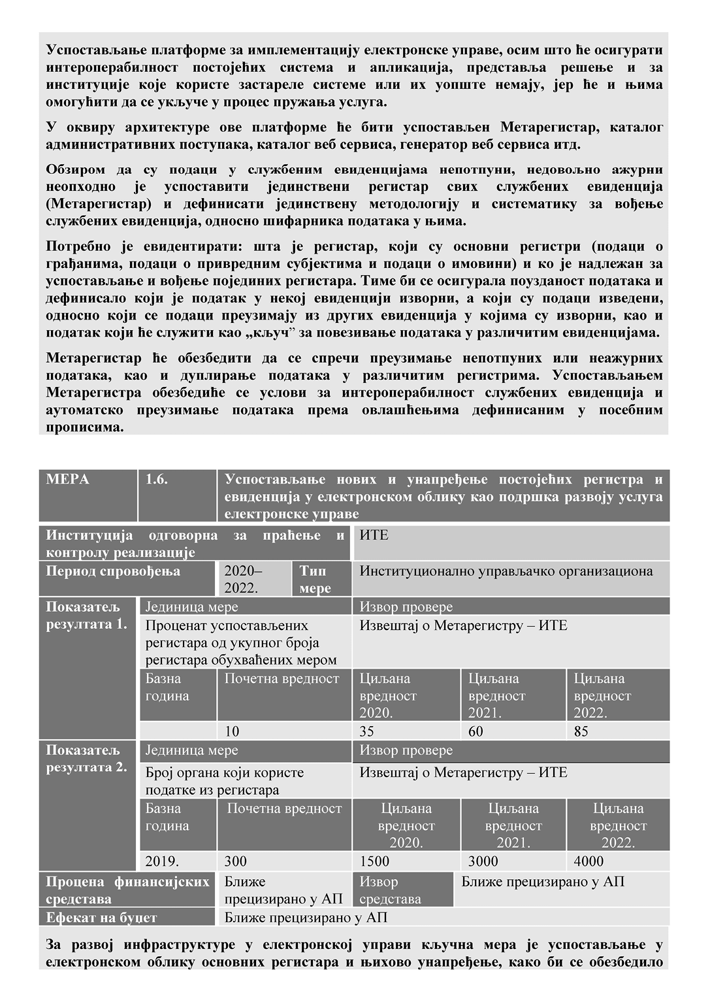 Успостављање платформе за имплементацију електронске управе, осим што ће осигурати
интероперабилност постојећих система и апликација, представља решење и за
институције које користе застареле системе или их уопште немају, јер ће и њима
омогућити да се укључе у процес пружања услуга.
У оквиру архитектуре ове платформе ће бити успостављен Метарегистар, каталог
административних поступака, каталог веб сервиса, генератор веб сервиса итд.
Обзиром да су подаци у службеним евиденцијама непотпуни, недовољно ажурни
неопходно је успоставити јединствени регистар свих службених евиденција
(Метарегистар) и дефинисати јединствену методологију и систематику за вођење
службених евиденција, односно шифарника података у њима.
Потребно је евидентирати: шта је регистар, који су основни регистри (подаци о
грађанима, подаци о привредним субјектима и подаци о имовини) и ко је надлежан за
успостављање и вођење појединих регистара. Тиме би се осигурала поузданост података и
дефинисало који је податак у некој евиденцији изворни, а који су подаци изведени,
односно који се подаци преузимају из других евиденција у којима су изворни, као и
податак који ће служити као „кључ” за повезивање података у различитим евиденцијама.
Метарегистар ће обезбедити да се спречи преузимање непотпуних или неажурних
података, као и дуплирање података у различитим регистрима. Успостављањем
Метарегистра обезбедиће се услови за интероперабилност службених евиденција и
аутоматско преузимање података према овлашћењима дефинисаним у посебним
прописима.
МЕРА 1.6. Успостављање нових и унапређење постојећих регистра и
евиденција у електронском облику као подршка развоју услуга
електронске управе
Институција одговорна за праћење и ИТЕ
контролу реализације
Период спровођења 2020– Тип Институционално управљачко организациона
2022. мере
Показатељ Јединица мере Извор провере
резултата 1. Проценат успостављених Извештај о Метарегистру – ИТЕ
регистара од укупног броја
регистара обухваћених мером
Базна Почетна вредност Циљана Циљана Циљана
година вредност вредност вредност
2020. 2021. 2022.
10 35 60 85
Показатељ Јединица мере Извор провере
резултата 2. Број органа који користе Извештај о Метарегистру – ИТЕ
податке из регистара
Базна Почетна вредност Циљана Циљана Циљана
година вредност вредност вредност
2020. 2021. 2022.
2019. 300 1500 3000 4000
Процена финансијских Ближе Извор Ближе прецизирано у АП
средстава прецизирано у АП средстава
Ефекат на буџет Ближе прецизирано у АП
За развој инфраструктуре у електронској управи кључна мера је успостављање у
електронском облику основних регистара и њихово унапређење, како би се обезбедило